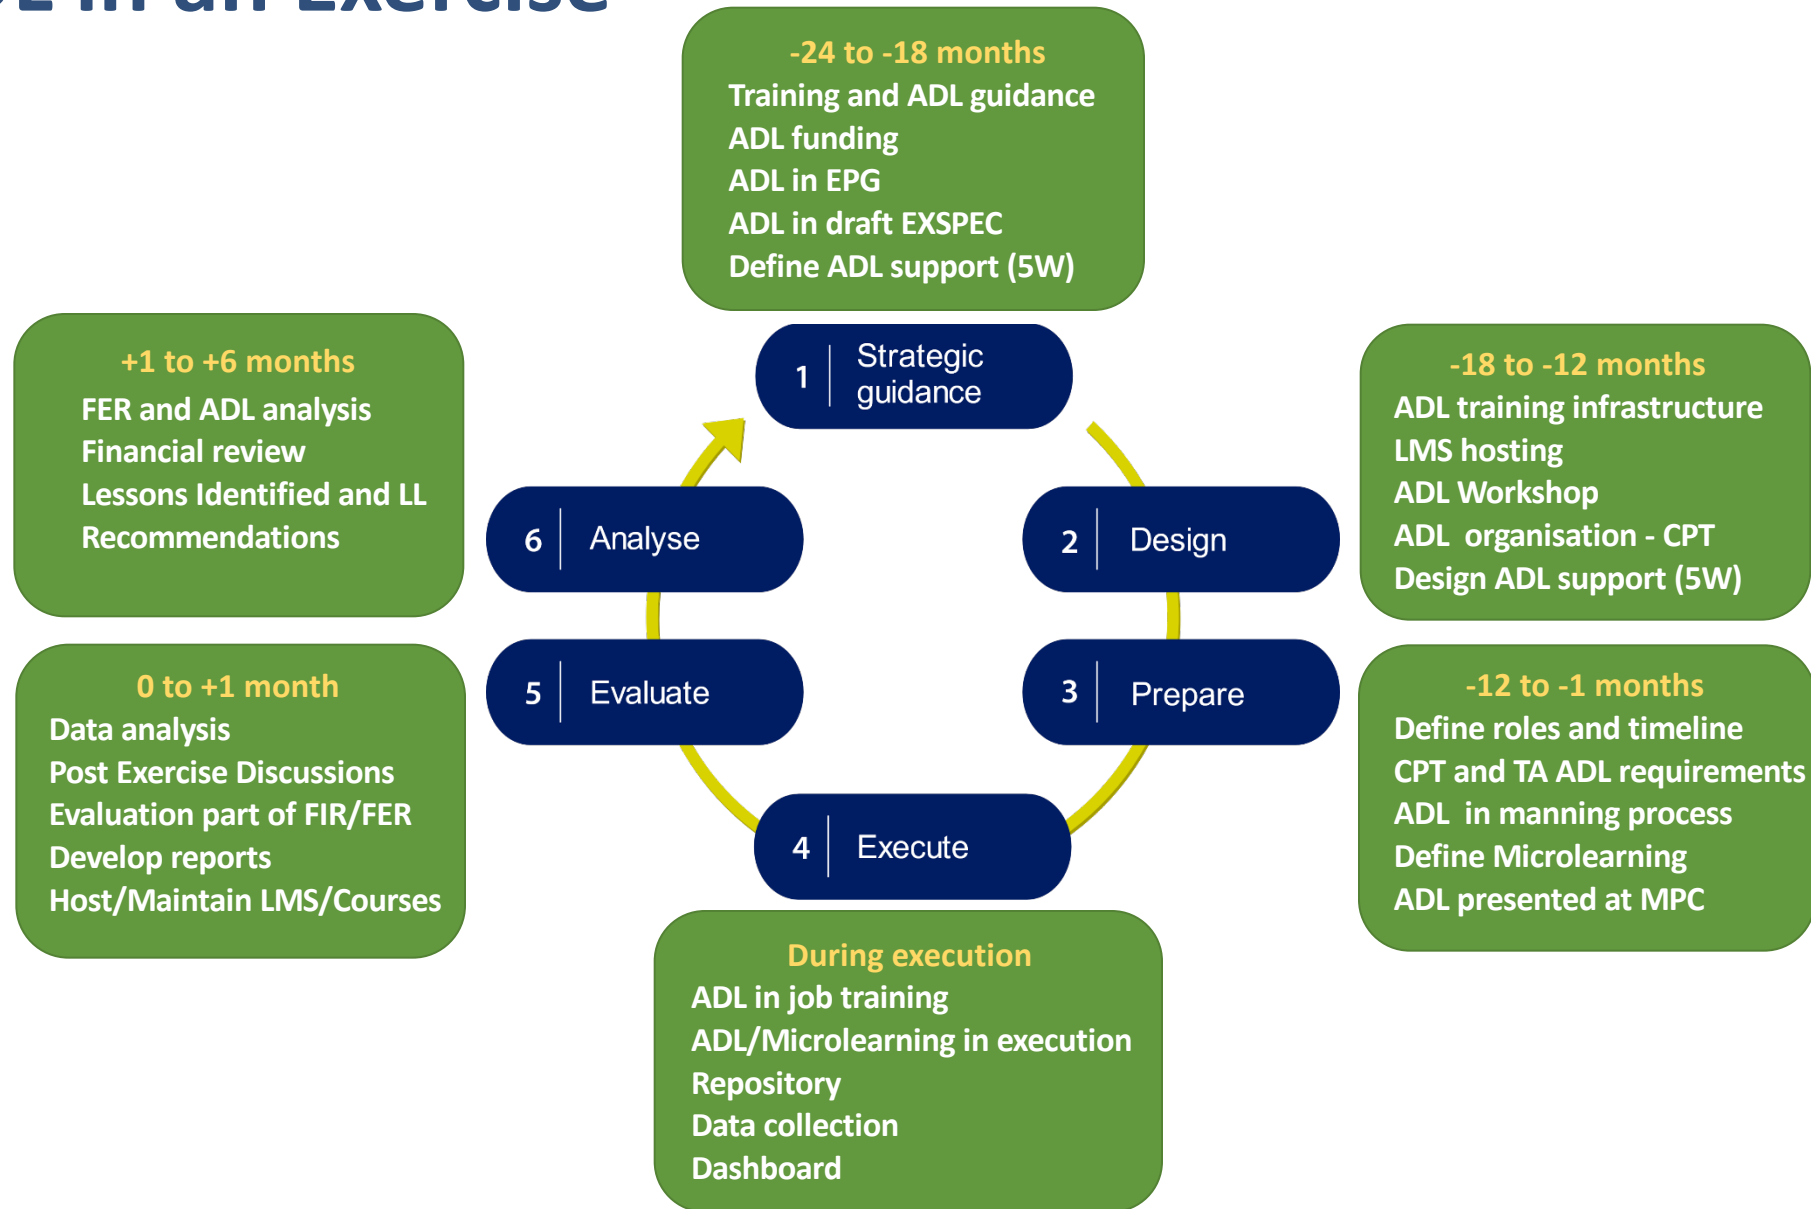 in an Exercise
-24 to -18 months
Training and ADL guidance
ADL funding
ADL in EPG
ADL in draft EXSPEC
Define ADL support (5W)
1
Strategic
guidance
-18 to -12 months
ADL training infrastructure
LMS hosting
ADL Workshop
ADL  organisation - CPT
Design ADL support (5W)
2
Design
-12 to -1 months
Define roles and timeline
CPT and TA ADL requirements
ADL  in manning process
Define Microlearning
ADL presented at MPC
3
Prepare
4
Execute
During execution
ADL in job training
ADL/Microlearning in execution
Repository
Data collection
Dashboard
5
Evaluate
0 to +1 month
Data analysis
Post Exercise Discussions
Evaluation part of FIR/FER
Develop reports
Host/Maintain LMS/Courses
6
Analyse
+1 to +6 months
FER and ADL analysis
Financial review
Lessons Identified and LL
Recommendations